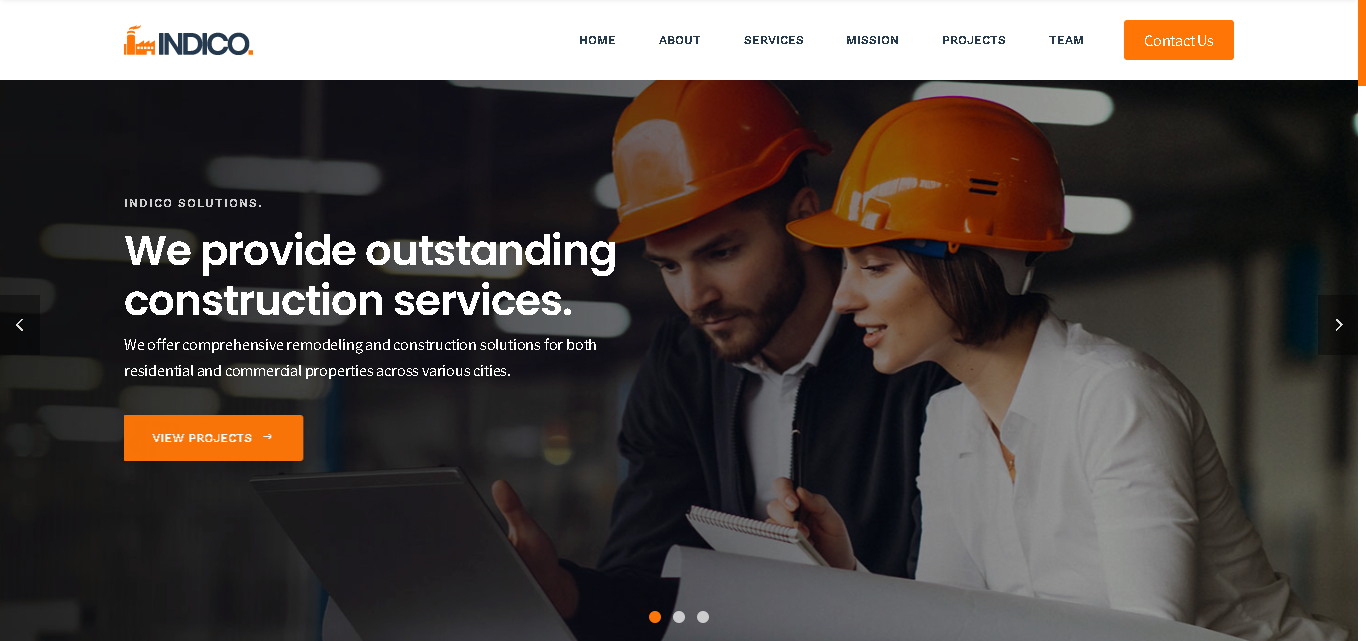 INDICO.
HOME ABOUT SERVICES MISSION PROJECTS TEAM Contact Us
INDICO SOLUTIONS.
We provide outstanding
construction services.
We offer comprehensive remodeling and construction solutions for both
residential and commercial properties across various cities.
VIEW PROJECTS →